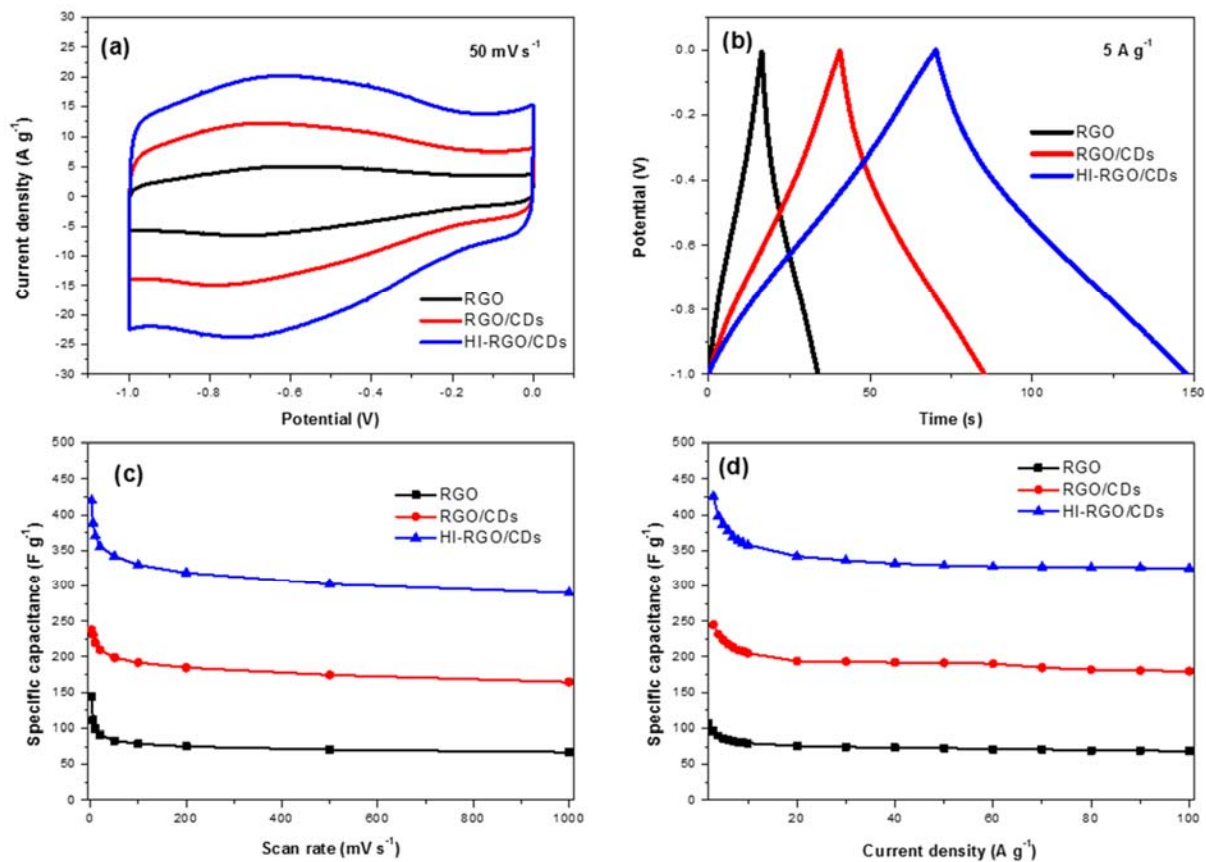 (a)
50 mV s⁻¹
30
25
20
15
10
5
0
-5
-10
-15
-20
-25
-30
Current density (A g⁻¹)
RGO
RGO/CDs
HI-RGO/CDs
-1.0
-0.8
-0.6
-0.4
-0.2
0.0
Potential (V)
(b)
5 A g⁻¹
0.0
-0.2
-0.4
-0.6
-0.8
-1.0
Potential (V)
RGO
RGO/CDs
HI-RGO/CDs
0
50
100
150
Time (s)
(c)
500
450
400
350
300
250
200
150
100
50
0
Specific capacitance (F g⁻¹)
RGO
RGO/CDs
HI-RGO/CDs
0
200
400
600
800
1000
Scan rate (mV s⁻¹)
(d)
500
450
400
350
300
250
200
150
100
50
0
Specific capacitance (F g⁻¹)
RGO
RGO/CDs
HI-RGO/CDs
20
40
60
80
100
Current density (A g⁻¹)